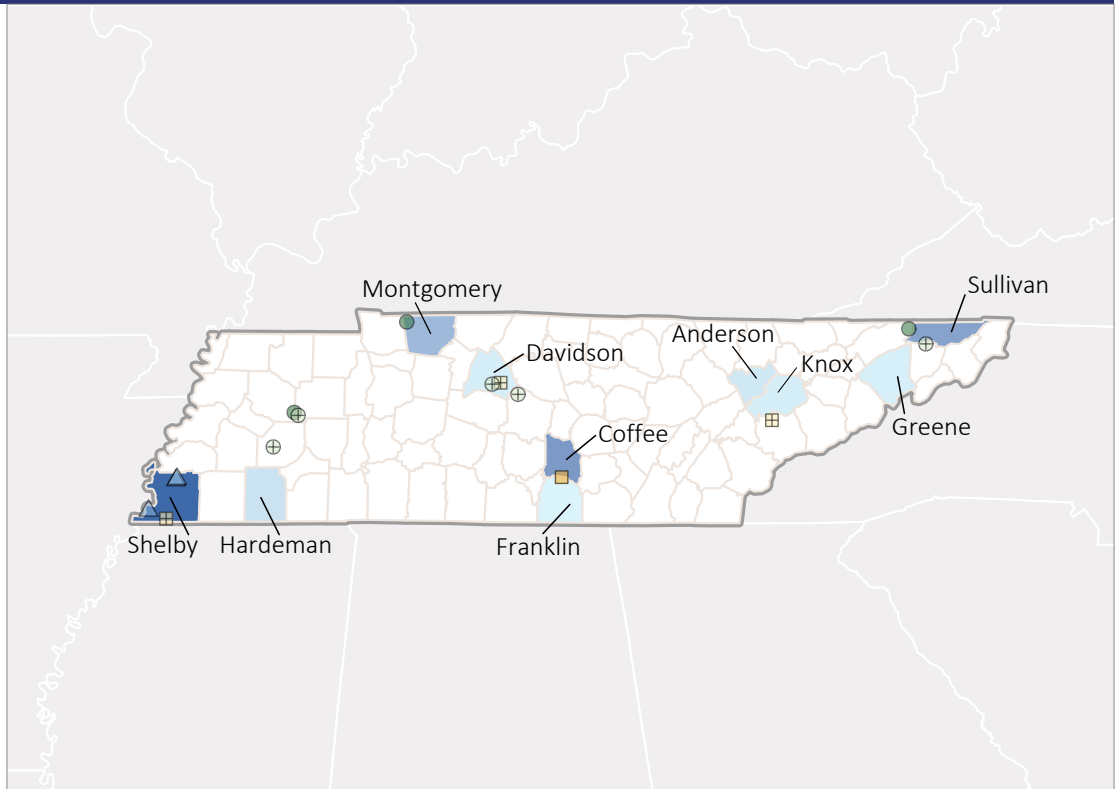 Sullivan
Montgomery
Anderson
Davidson
Knox
Greene
Coffee
Shelby
Hardeman
Franklin